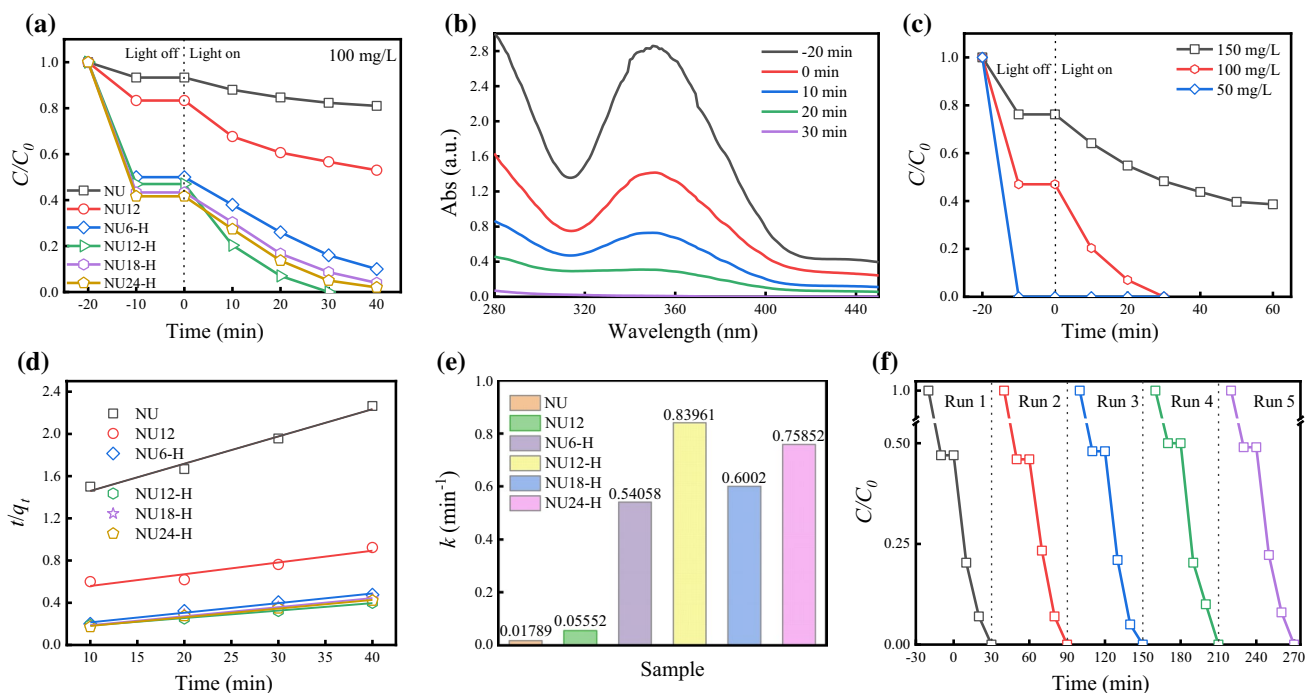 (a)
Light off
Light on
100 mg/L
1.0
0.8
0.6
0.4
0.2
0.0
C/C0
NU
NU12
NU6-H
NU12-H
NU18-H
NU24-H
-20 -10 0 10 20 30 40
Time (min)
(b)
2.8
2.4
2.0
1.6
1.2
0.8
0.4
0.0
Abs (a.u.)
-20 min
0 min
10 min
20 min
30 min
280 320 360 400 440
Wavelength (nm)
(c)
Light off
Light on
150 mg/L
100 mg/L
50 mg/L
1.0
0.8
0.6
0.4
0.2
0.0
C/C0
-20 -10 0 10 20 30 40 50 60
Time (min)
(d)
2.4
2.0
1.6
1.2
0.8
0.4
0.0
t/qt
NU
NU12
NU6-H
NU12-H
NU18-H
NU24-H
10 20 30 40
Time (min)
(e)
1.0
0.8
0.6
0.4
0.2
0.0
k (min-1)
NU
NU12
NU6-H
NU12-H
NU18-H
NU24-H
0.01789
0.05552
0.54058
0.83961
0.6002
0.75852
Sample
(f)
Run 1
Run 2
Run 3
Run 4
Run 5
1.0
0.50
0.25
0.00
C/C0
-30 0 30 60 90 120 150 180 210 240 270
Time (min)